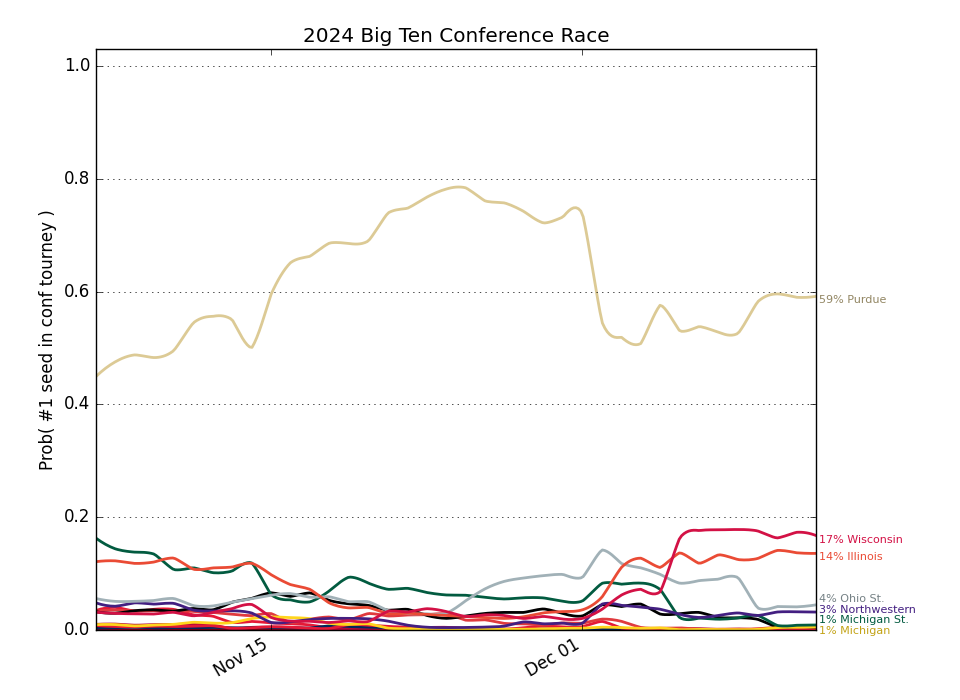 2024 Big Ten Conference Race
Prob( #1 seed in conf tourney )
1.0
0.8
0.6
0.4
0.2
0.0
Nov 15
Dec 01
59% Purdue
17% Wisconsin
14% Illinois
4% Ohio St.
3% Northwestern
1% Michigan St.
1% Michigan